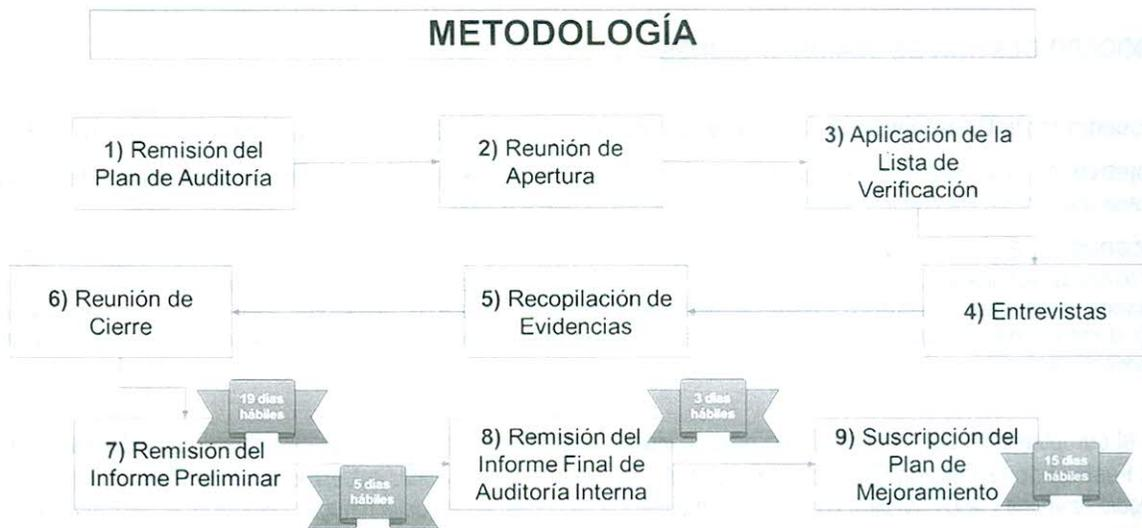 METODOLOGÍA
1) Remisión del
Plan de Auditoría
2) Reunión de
Apertura
3) Aplicación de la
Lista de
Verificación
6) Reunión de
Cierre
5) Recopilación de
Evidencias
4) Entrevistas
19 días
hábiles
3 días
hábiles
7) Remisión del
Informe Preliminar
5 días
hábiles
8) Remisión del
Informe Final de
Auditoría Interna
9) Suscripción del
Plan de
Mejoramiento
15 días
hábiles